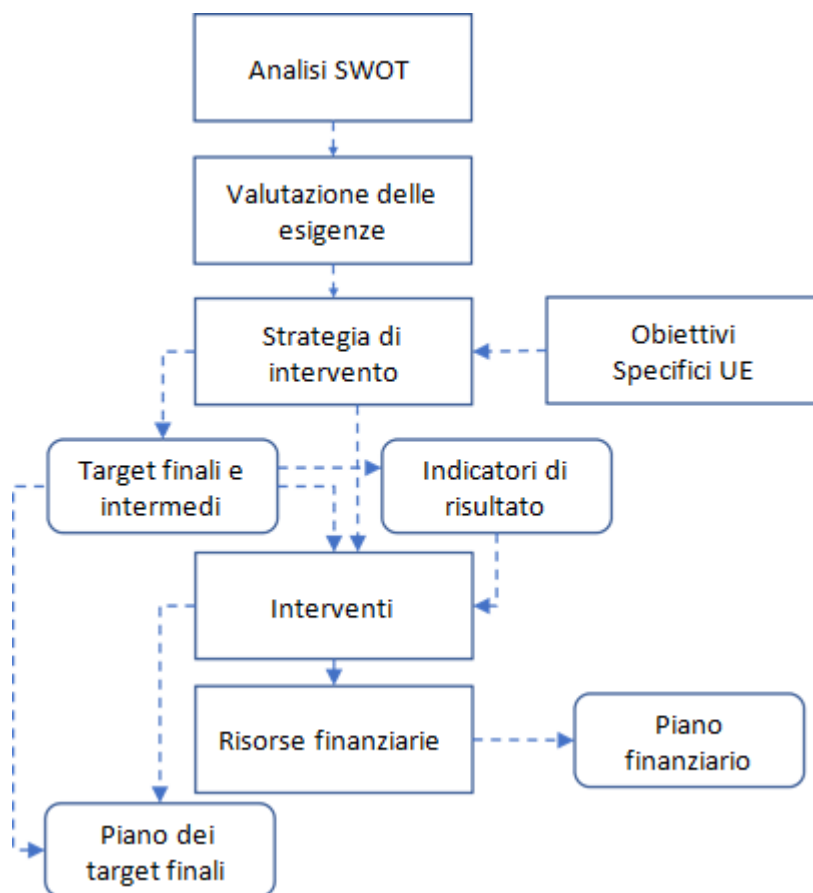 Analisi SWOT
Valutazione delle
esigenze
Strategia di
intervento
Obiettivi
Specifici UE
Target finali e
intermedi
Indicatori di
risultato
Interventi
Risorse finanziarie
Piano
finanziario
Piano dei
target finali